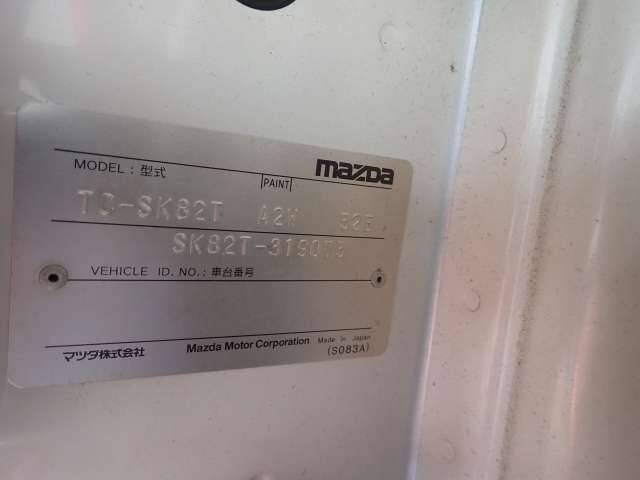 MODEL : 型式 PAINT mazda
TC-SK82T A2W
SK82T-319076
VEHICLE ID. NO. : 車台番号
マツダ株式会社 Mazda Motor Corporation Made in Japan
(S083A)